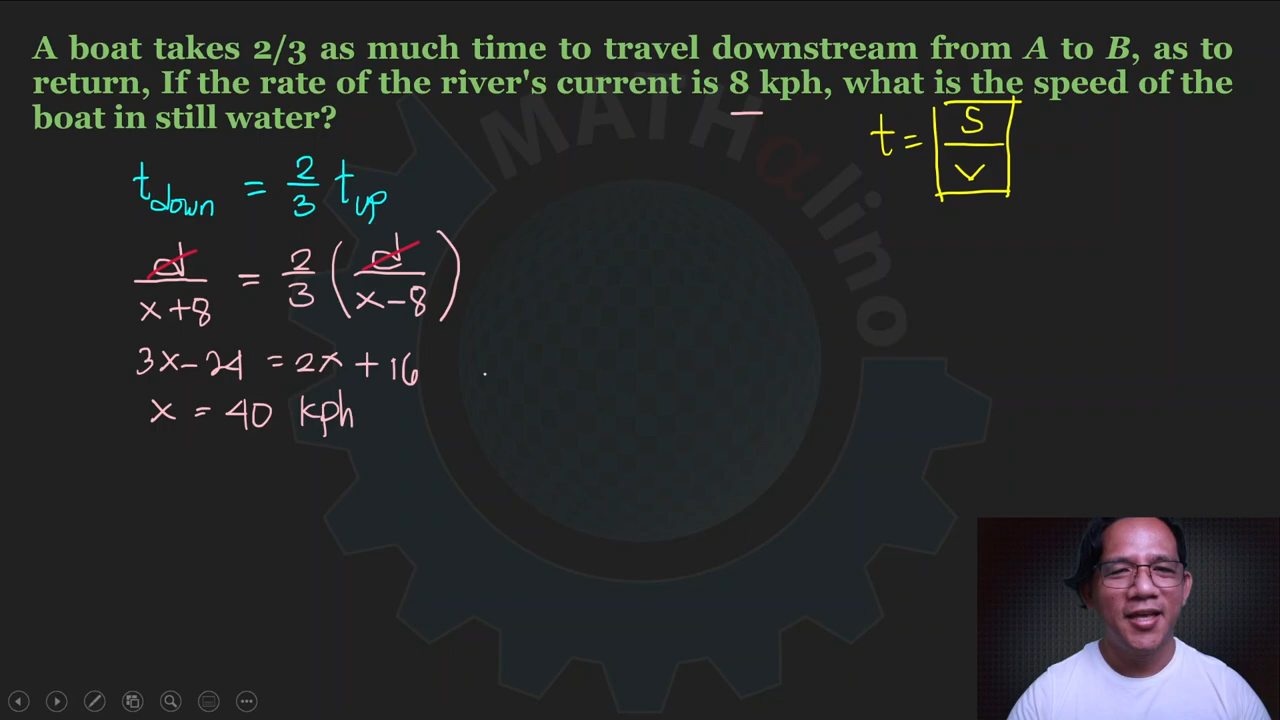 A boat takes 2/3 as much time to travel downstream from A to B, as to
return, If the rate of the river's current is 8 kph, what is the speed of the
boat in still water?
t = s/v
t_down = 2/3 t_up
d/(x+8) = 2/3 (d/(x-8))
3x-24 = 2x+16
x = 40 kph
MATHalino